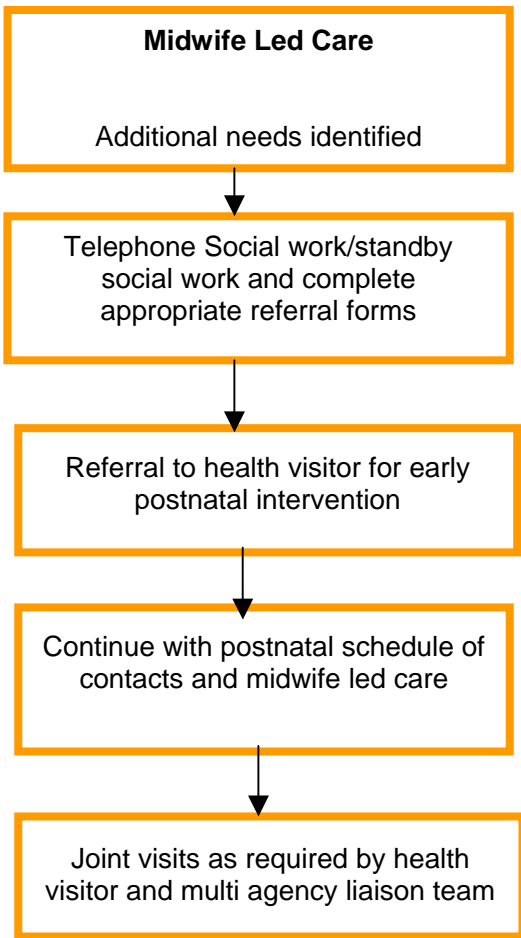 Midwife Led Care
Additional needs identified
Telephone Social work/standby
social work and complete
appropriate referral forms
Referral to health visitor for early
postnatal intervention
Continue with postnatal schedule of
contacts and midwife led care
Joint visits as required by health
visitor and multi agency liaison team